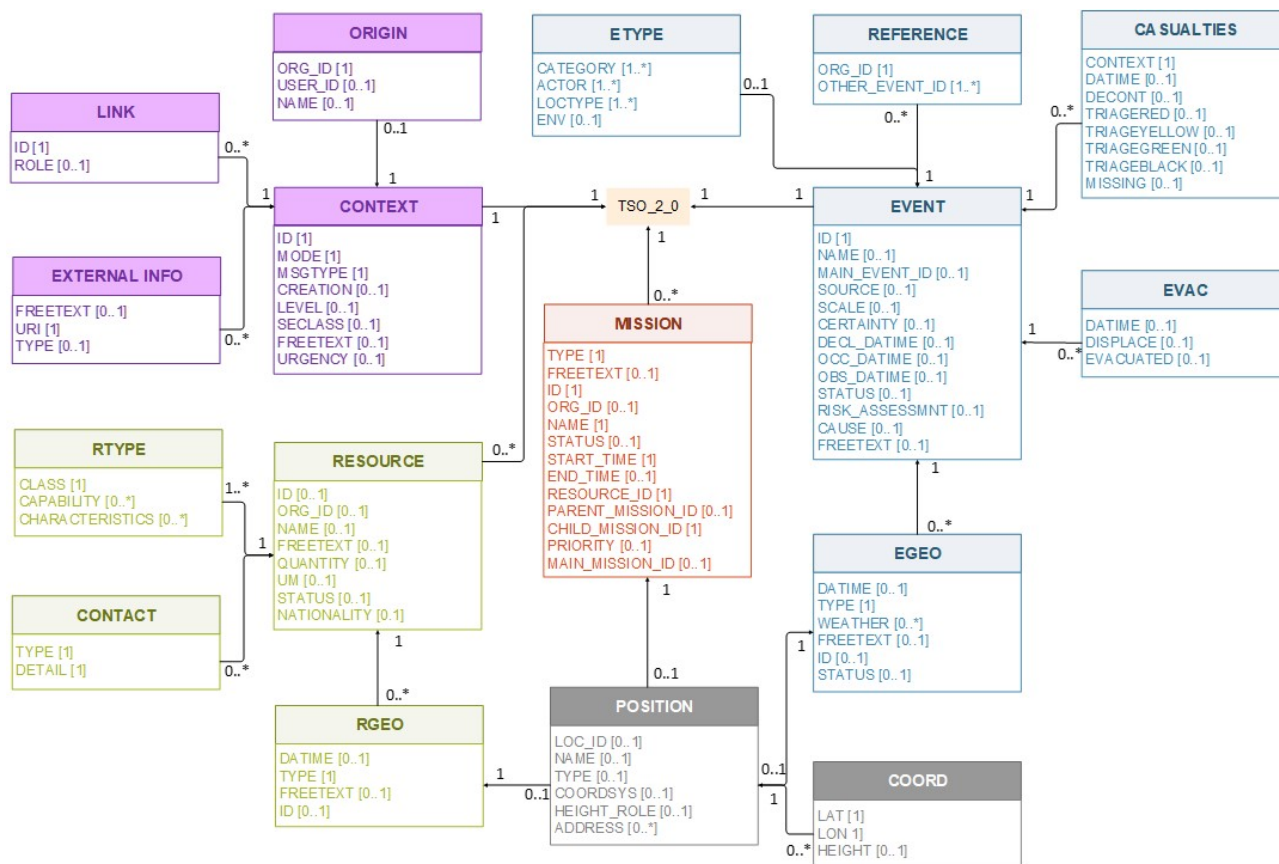 ORIGIN
ORG_ID [1]
USER_ID [0..1]
NAME [0..1]
0..1
1
ETYPE
CATEGORY [1..*]
ACTOR [1..*]
LOCTYPE [1..*]
ENV [0..1]
0..1
REFERENCE
ORG_ID [1]
OTHER_EVENT_ID [1..*]
0..*
1
CASUALTIES
CONTEXT [1]
DATIME [0..1]
DECONT [0..1]
TRIAGERED [0..1]
TRIAGEYELLOW [0..1]
TRIAGEGREEN [0..1]
TRIAGEBLACK [0..1]
MISSING [0..1]
0..*
1
LINK
ID [1]
ROLE [0..1]
0..*
1
CONTEXT
ID [1]
MODE [1]
MSGTYPE [1]
CREATION [0..1]
LEVEL [0..1]
SECLASS [0..1]
FREETEXT [0..1]
URGENCY [0..1]
1
1
TSO_2_0
1
1
1
EVENT
ID [1]
NAME [0..1]
MAIN_EVENT_ID [0..1]
SOURCE [0..1]
SCALE [0..1]
CERTAINTY [0..1]
DECL_DATIME [0..1]
OCC_DATIME [0..1]
OBS_DATIME [0..1]
STATUS [0..1]
RISK_ASSESSMNT [0..1]
CAUSE [0..1]
FREETEXT [0..1]
EXTERNAL INFO
FREETEXT [0..1]
URI [1]
TYPE [0..1]
0..*
EVAC
DATIME [0..1]
DISPLACE [0..1]
EVACUATED [0..1]
1
0..*
0..*
MISSION
TYPE [1]
FREETEXT [0..1]
ID [1]
ORG_ID [0..1]
NAME [1]
STATUS [0..1]
START_TIME [1]
END_TIME [0..1]
RESOURCE_ID [1]
PARENT_MISSION_ID [0..1]
CHILD_MISSION_ID [1]
PRIORITY [0..1]
MAIN_MISSION_ID [0..1]
1
RTYPE
CLASS [1]
CAPABILITY [0..*]
CHARACTERISTICS [0..*]
1..*
1
RESOURCE
0..*
ID [0..1]
ORG_ID [0..1]
NAME [0..1]
FREETEXT [0..1]
QUANTITY [0..1]
UM [0..1]
STATUS [0..1]
NATIONALITY [0.1]
1
CONTACT
TYPE [1]
DETAIL [1]
0..*
1
0..*
EGEO
DATIME [0..1]
TYPE [1]
WEATHER [0..*]
FREETEXT [0..1]
ID [0..1]
STATUS [0..1]
1
0..*
RGEO
DATIME [0..1]
TYPE [1]
FREETEXT [0..1]
ID [0..1]
1
0..1
0..1
POSITION
LOC_ID [0..1]
NAME [0..1]
TYPE [0..1]
COORDSYS [0..1]
HEIGHT_ROLE [0..1]
ADDRESS [0..*]
0..1
1
COORD
LAT [1]
LON 1]
HEIGHT [0..1]
0..*